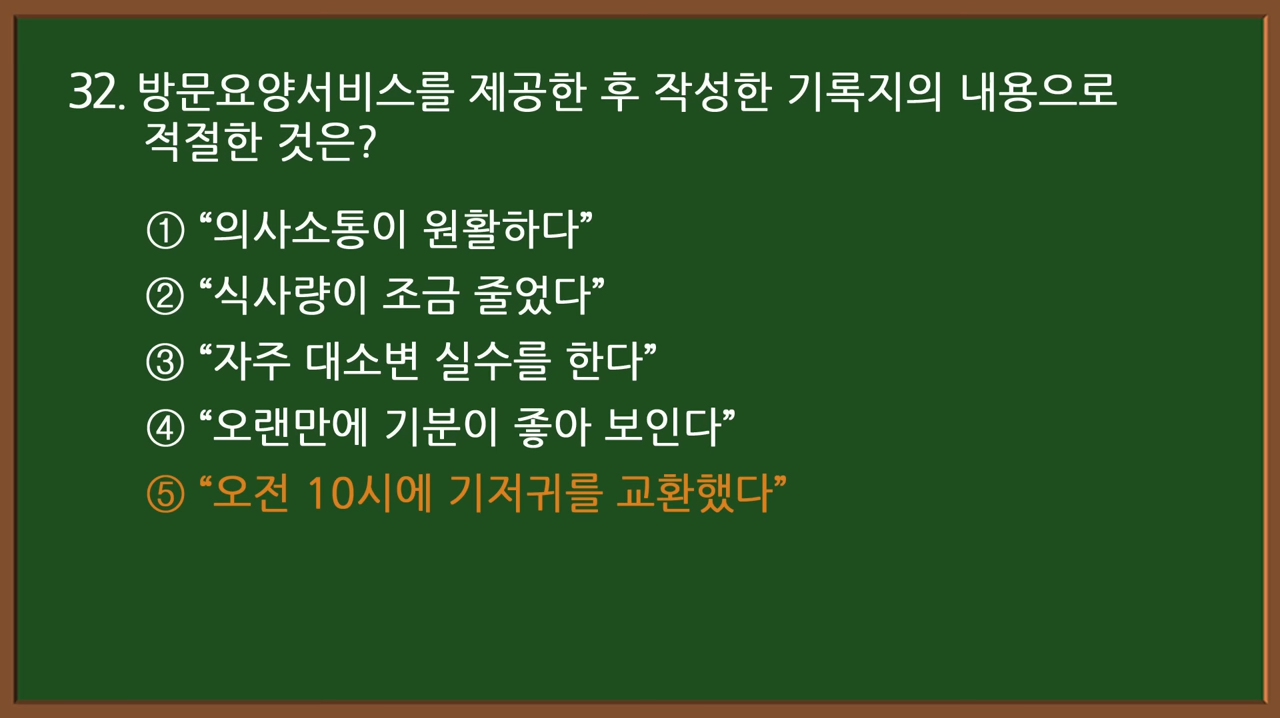 32. 방문요양서비스를 제공한 후 작성한 기록지의 내용으로
적절한 것은?
① “의사소통이 원활하다”
② “식사량이 조금 줄었다”
③ “자주 대소변 실수를 한다”
④ “오랜만에 기분이 좋아 보인다”
⑤ “오전 10시에 기저귀를 교환했다”